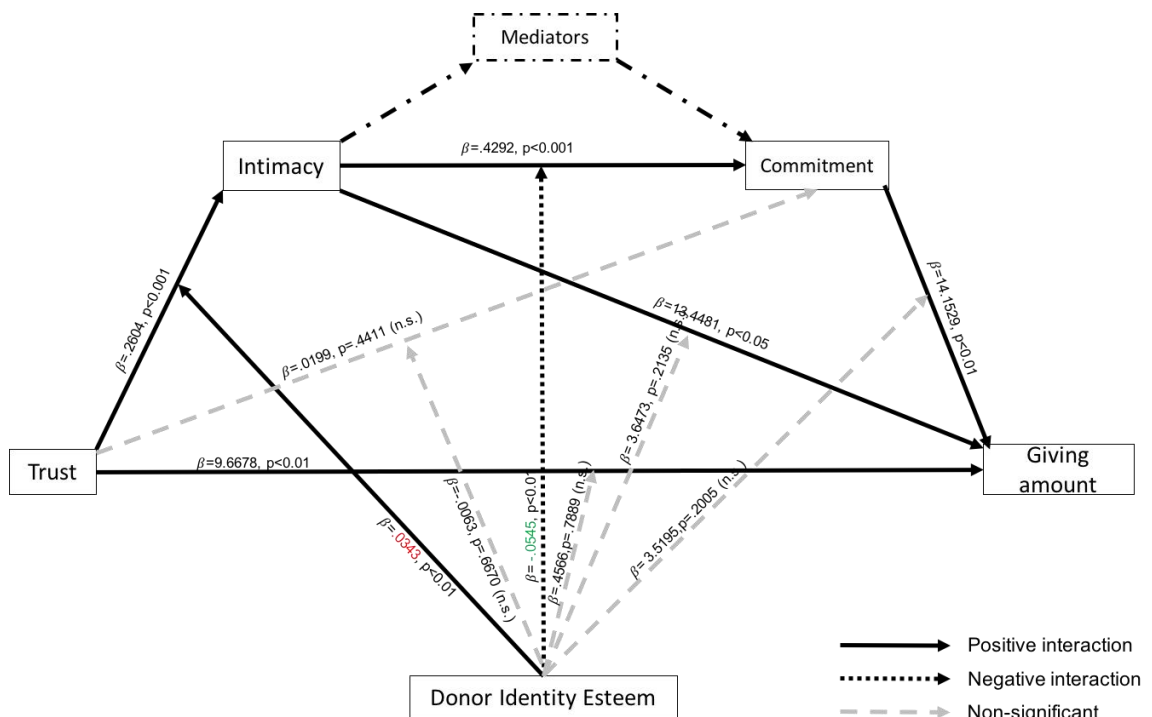 Mediators
β=.4292, p<0.001
Intimacy
Commitment
β=.2604, p<0.001
β=14.1529, p<0.01
β=13.4481, p<0.05
β=.0199, p=.4411 (n.s.)
β= 3.6473, p=.2135 (n.s.)
Trust
β=9.6678, p<0.01
Giving
amount
β=.0343, p<0.01
β=-.0063, p=.6670 (n.s.)
β= -.0545, p<0.01
β=.4566,p=.7889 (n.s.)
β= 3.5195,p=.2005 (n.s.)
Donor Identity Esteem
Positive interaction
Negative interaction
Non-significant